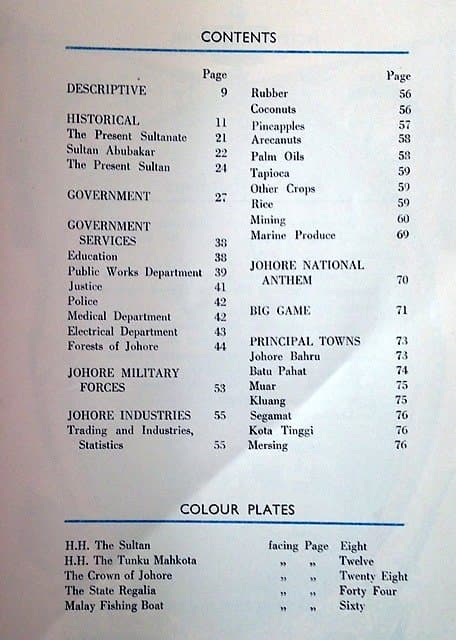 CONTENTS
Page
DESCRIPTIVE 9
HISTORICAL 11
The Present Sultanate 21
Sultan Abubakar 22
The Present Sultan 24
GOVERNMENT 27
GOVERNMENT
SERVICES 38
Education 38
Public Works Department 39
Justice 41
Police 42
Medical Department 42
Electrical Department 43
Forests of Johore 44
JOHORE MILITARY
FORCES 53
JOHORE INDUSTRIES 55
Trading and Industries,
Statistics 55
Page
Rubber 56
Coconuts 56
Pincapples 57
Arecanuts 58
Palm Oils 58
Tapioca 59
Other Crops 59
Rice 59
Mining 60
Marine Produce 69
JOHORE NATIONAL
ANTHEM 70
BIG GAME 71
PRINCIPAL TOWNS 73
Johore Bahru 73
Batu Pahat 74
Muar 75
Kluang 75
Segamat 76
Kota Tinggi 76
Mersing 76
COLOUR PLATES
H.H. The Sultan facing Page Eight
H.H. The Tunku Mahkota ,, ,, Twelve
The Crown of Johore ,, ,, Twenty Eight
The State Regalia ,, ,, Forty Four
Malay Fishing Boat ,, ,, Sixty